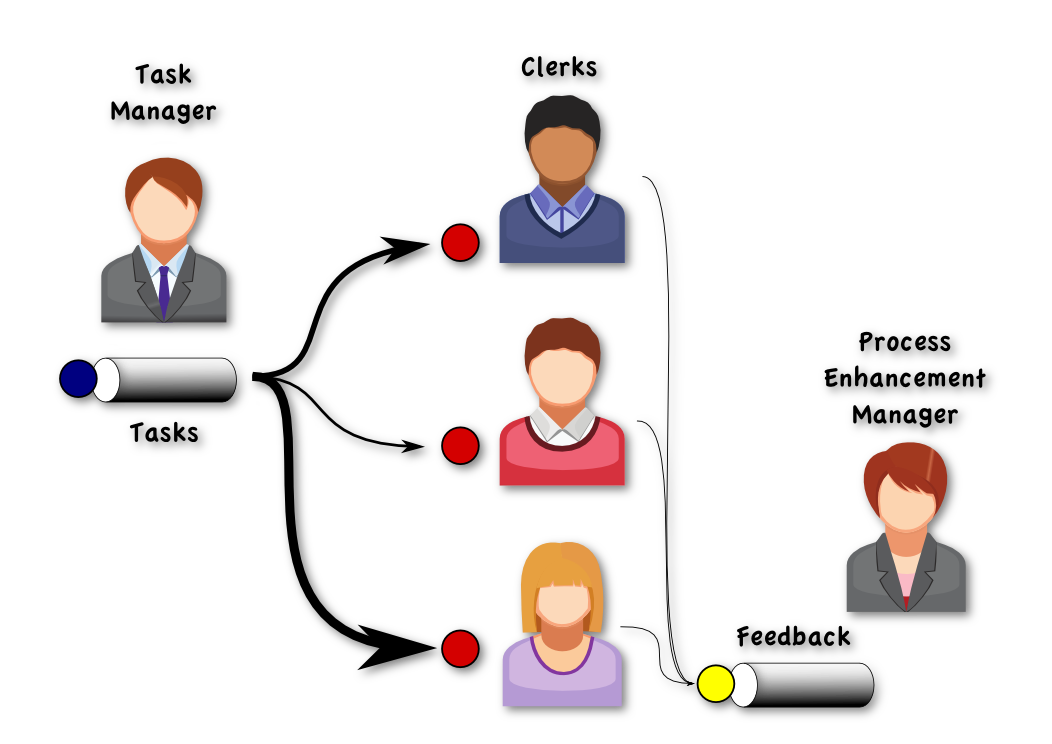 Task
Manager
Clerks
Tasks
Process
Enhancement
Manager
Feedback